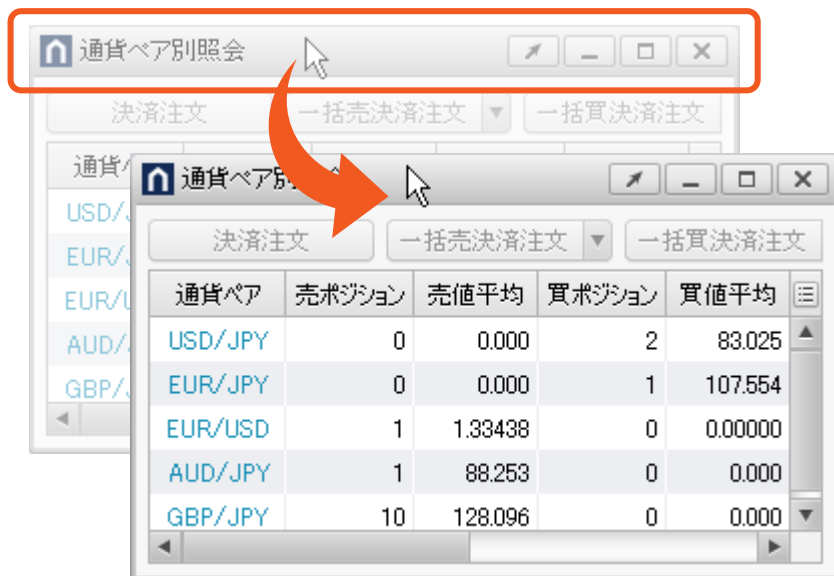 通貨ペア別照会
決済注文 一括売決済注文 一括買決済注文
通貨
USD/
EUR/
EUR/U
AUD/
GBP/
通貨ペア別
決済注文 一括売決済注文 一括買決済注文
通貨ペア 売ポジション 売値平均 買ポジション 買値平均
USD/JPY 0 0.000 2 83.025
EUR/JPY 0 0.000 1 107.554
EUR/USD 1 1.33438 0 0.00000
AUD/JPY 1 88.253 0 0.000
GBP/JPY 10 128.096 0 0.000